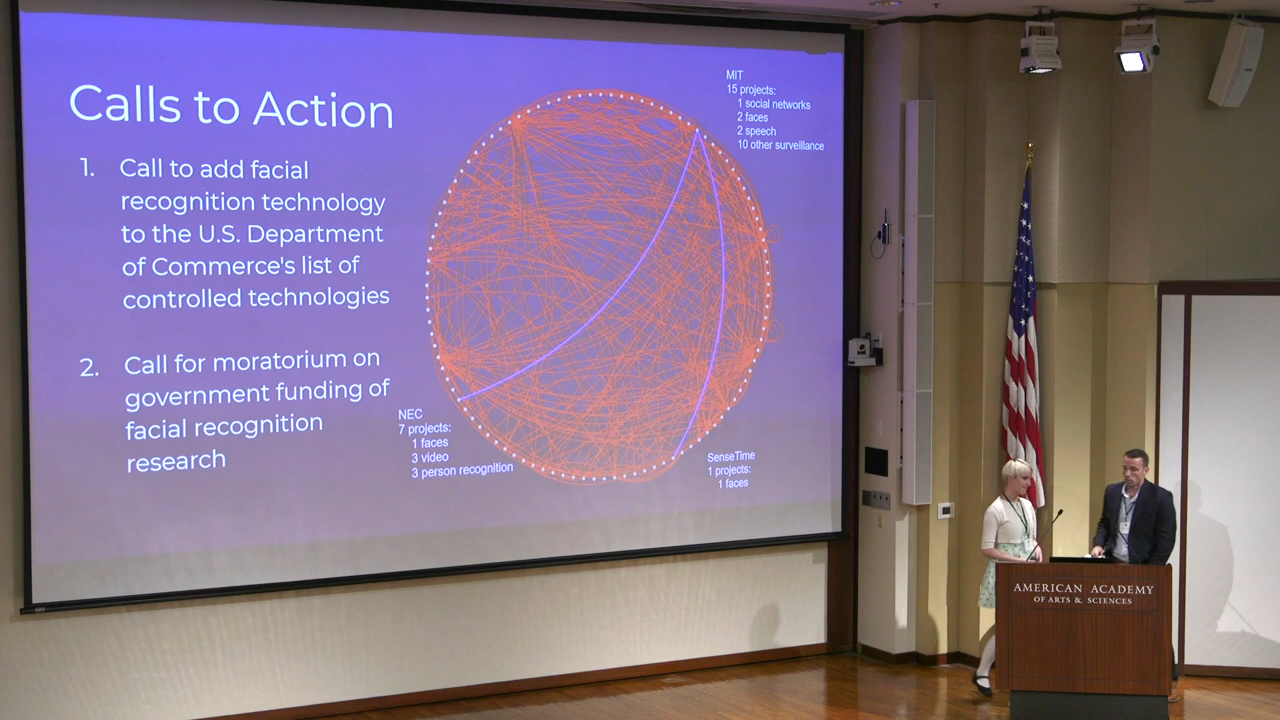 Calls to Action
1. Call to add facial
recognition technology
to the U.S. Department
of Commerce's list of
controlled technologies
2. Call for moratorium on
government funding of
facial recognition
research
MIT
15 projects:
1 social networks
2 faces
2 speech
10 other surveillance
NEC
7 projects:
1 faces
3 video
3 person recognition
SenseTime
1 projects:
1 faces
AMERICAN ACADEMY
OF ARTS & SCIENCES